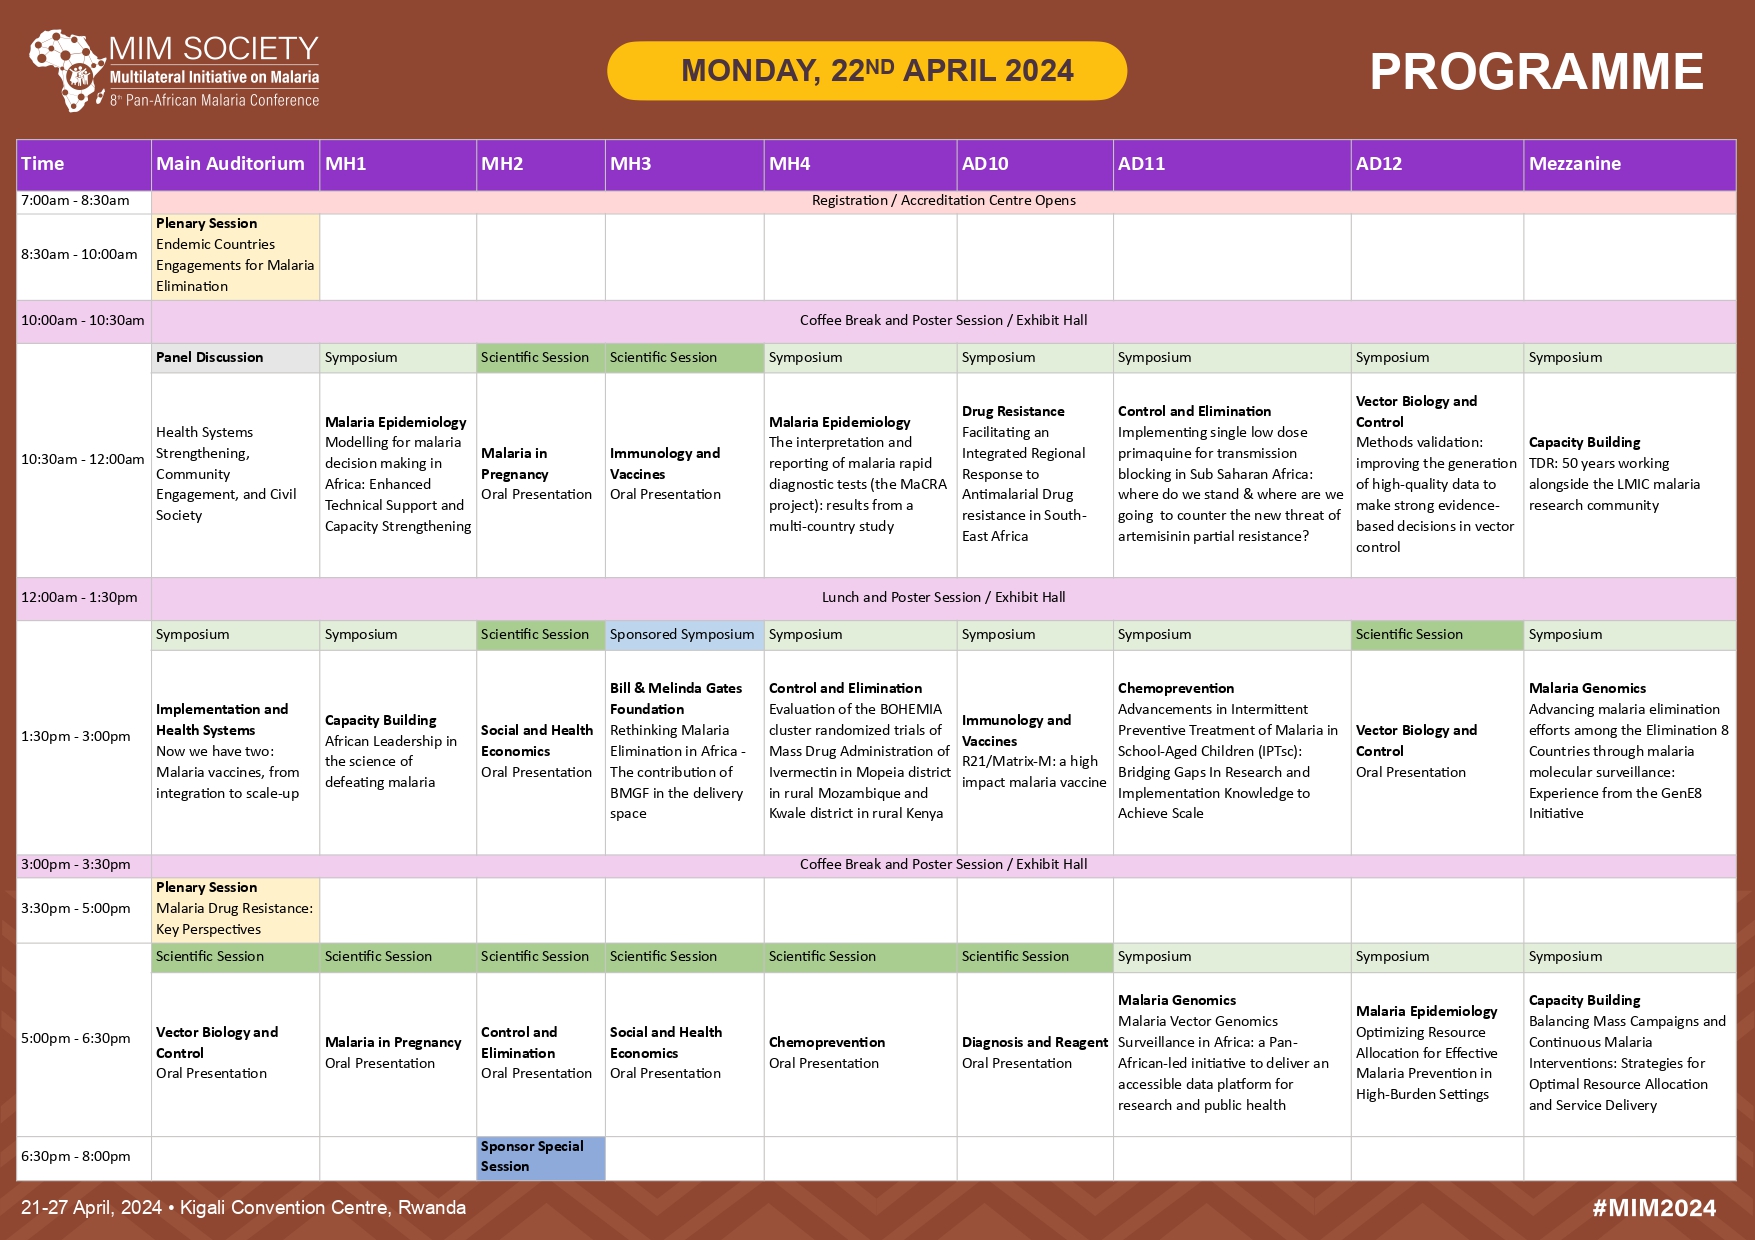 MIM SOCIETY
Multilateral Initiative on Malaria
8th Pan-African Malaria Conference
MONDAY, 22ND APRIL 2024
PROGRAMME
Time
Main Auditorium
MH1
MH2
MH3
MH4
AD10
AD11
AD12
Mezzanine
7:00am - 8:30am
Registration / Accreditation Centre Opens
8:30am - 10:00am
Plenary Session
Endemic Countries
Engagements for Malaria
Elimination
10:00am - 10:30am
Coffee Break and Poster Session / Exhibit Hall
10:30am - 12:00am
Panel Discussion
Health Systems
Strengthening,
Community
Engagement, and Civil
Society
Symposium
Malaria Epidemiology
Modelling for malaria
decision making in
Africa: Enhanced
Technical Support and
Capacity Strengthening
Scientific Session
Malaria in
Pregnancy
Oral Presentation
Scientific Session
Immunology and
Vaccines
Oral Presentation
Symposium
Malaria Epidemiology
The interpretation and
reporting of malaria rapid
diagnostic tests (the MaCRA
project): results from a
multi-country study
Symposium
Drug Resistance
Facilitating an
Integrated Regional
Response to
Antimalarial Drug
resistance in South-
East Africa
Symposium
Control and Elimination
Implementing single low dose
primaquine for transmission
blocking in Sub Saharan Africa:
where do we stand & where are we
going  to counter the new threat of
artemisinin partial resistance?
Symposium
Vector Biology and
Control
Methods validation:
improving the generation
of high-quality data to
make strong evidence-
based decisions in vector
control
Symposium
Capacity Building
TDR: 50 years working
alongside the LMIC malaria
research community
12:00am - 1:30pm
Lunch and Poster Session / Exhibit Hall
1:30pm - 3:00pm
Symposium
Implementation and
Health Systems
Now we have two:
Malaria vaccines, from
integration to scale-up
Symposium
Capacity Building
African Leadership in
the science of
defeating malaria
Scientific Session
Social and Health
Economics
Oral Presentation
Sponsored Symposium
Bill & Melinda Gates
Foundation
Rethinking Malaria
Elimination in Africa -
The contribution of
BMGF in the delivery
space
Symposium
Control and Elimination
Evaluation of the BOHEMIA
cluster randomized trials of
Mass Drug Administration of
Ivermectin in Mopeia district
in rural Mozambique and
Kwale district in rural Kenya
Symposium
Immunology and
Vaccines
R21/Matrix-M: a high
impact malaria vaccine
Symposium
Chemoprevention
Advancements in Intermittent
Preventive Treatment of Malaria in
School-Aged Children (IPTsc):
Bridging Gaps In Research and
Implementation Knowledge to
Achieve Scale
Scientific Session
Vector Biology and
Control
Oral Presentation
Symposium
Malaria Genomics
Advancing malaria elimination
efforts among the Elimination 8
Countries through malaria
molecular surveillance:
Experience from the GenE8
Initiative
3:00pm - 3:30pm
Coffee Break and Poster Session / Exhibit Hall
3:30pm - 5:00pm
Plenary Session
Malaria Drug Resistance:
Key Perspectives
5:00pm - 6:30pm
Scientific Session
Vector Biology and
Control
Oral Presentation
Scientific Session
Malaria in Pregnancy
Oral Presentation
Scientific Session
Control and
Elimination
Oral Presentation
Scientific Session
Social and Health
Economics
Oral Presentation
Scientific Session
Chemoprevention
Oral Presentation
Scientific Session
Diagnosis and Reagent
Oral Presentation
Symposium
Malaria Genomics
Malaria Vector Genomics
Surveillance in Africa: a Pan-
African-led initiative to deliver an
accessible data platform for
research and public health
Symposium
Malaria Epidemiology
Optimizing Resource
Allocation for Effective
Malaria Prevention in
High-Burden Settings
Symposium
Capacity Building
Balancing Mass Campaigns and
Continuous Malaria
Interventions: Strategies for
Optimal Resource Allocation
and Service Delivery
6:30pm - 8:00pm
Sponsor Special
Session
21-27 April, 2024 • Kigali Convention Centre, Rwanda
#MIM2024